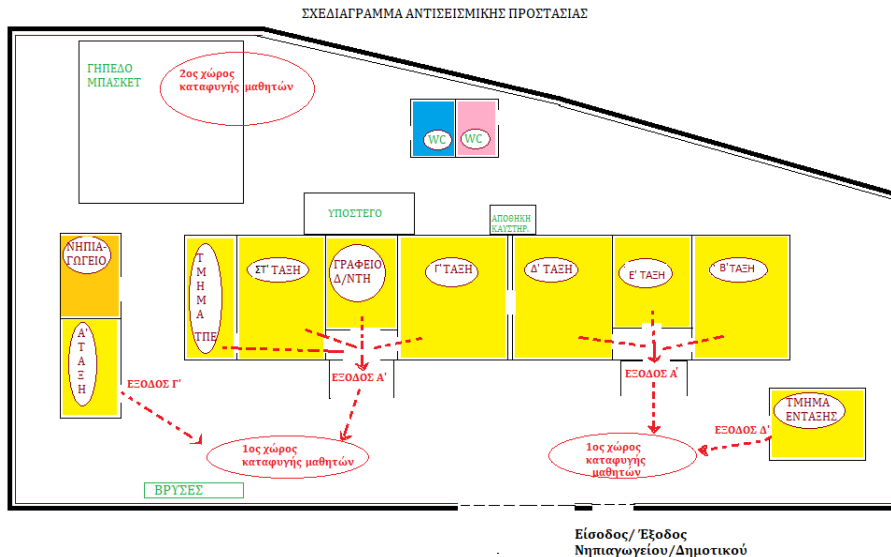 ΣΧΕΔΙΑΓΡΑΜΜΑ ΑΝΤΙΣΕΙΣΜΙΚΗΣ ΠΡΟΣΤΑΣΙΑΣ
ΓΗΠΕΔΟ
ΜΠΑΣΚΕΤ
2ος χώρος
καταφυγής μαθητών
WC
WC
ΥΠΟΣΤΕΓΟ
ΑΠΟΘΗΚΗ
ΚΑΥΣΤΗΡ.
ΝΗΠΙΑ-
ΓΩΓΕΙΟ
Τ
Μ
Η
Μ
Α
ΤΠΕ
ΣΤ' ΤΑΞΗ
ΓΡΑΦΕΙΟ
Δ/ΝΤΗ
Γ' ΤΑΞΗ
Δ' ΤΑΞΗ
Ε' ΤΑΞΗ
Β' ΤΑΞΗ
Α'
Τ
Α
Ξ
Η
ΕΞΟΔΟΣ Γ'
ΕΞΟΔΟΣ Α'
ΕΞΟΔΟΣ Α'
ΤΜΗΜΑ
ΕΝΤΑΞΗΣ
ΕΞΟΔΟΣ Δ'
1ος χώρος
καταφυγής μαθητών
1ος χώρος
καταφυγής
μαθητών
ΒΡΥΣΕΣ
Είσοδος/ Έξοδος
Νηπιαγωγείου/Δημοτικού